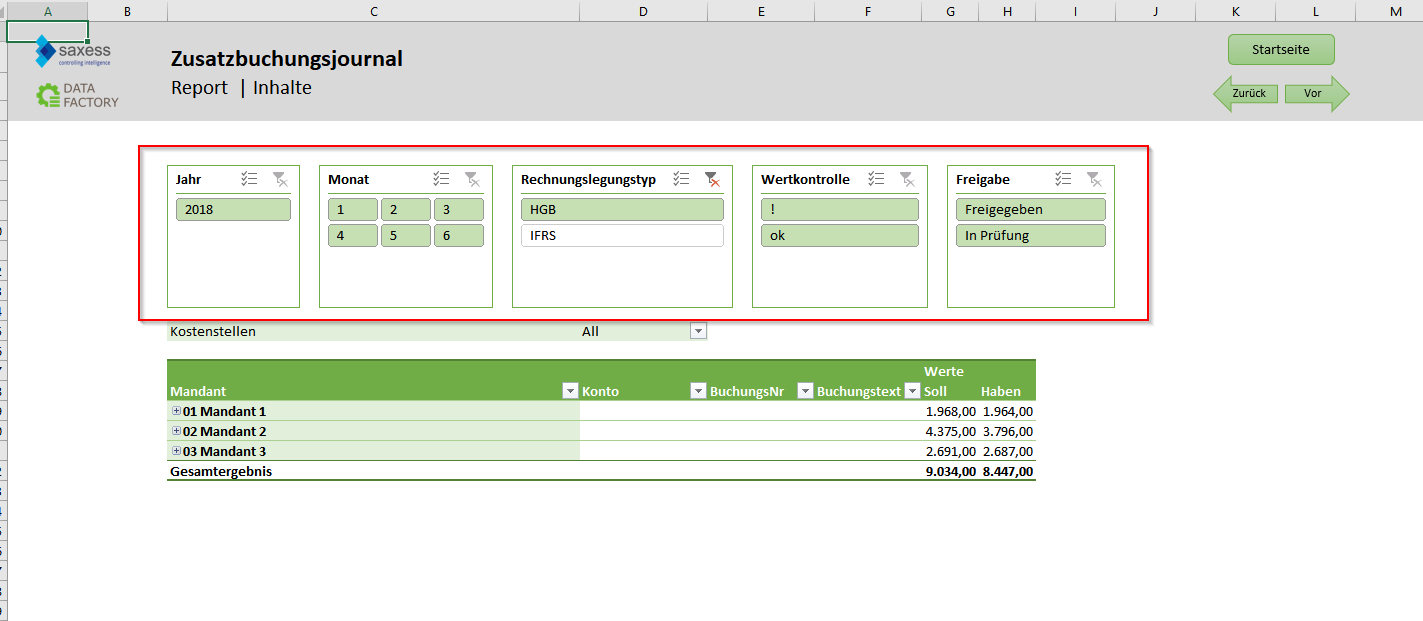 A B C D E F G H I J K L M
saxess
controlling intelligence
DATA
FACTORY
Zusatzbuchungsjournal
Report | Inhalte
Startseite
Zurück Vor
Jahr Monat Rechnungslegungstyp Wertkontrolle Freigabe
2018 1 2 3 HGB ! Freigegeben
4 5 6 IFRS ok In Prüfung
Kostenstellen All
Werte
Mandant Konto BuchungsNr Buchungstext Soll Haben
01 Mandant 1 1.968,00 1.964,00
02 Mandant 2 4.375,00 3.796,00
03 Mandant 3 2.691,00 2.687,00
Gesamtergebnis 9.034,00 8.447,00